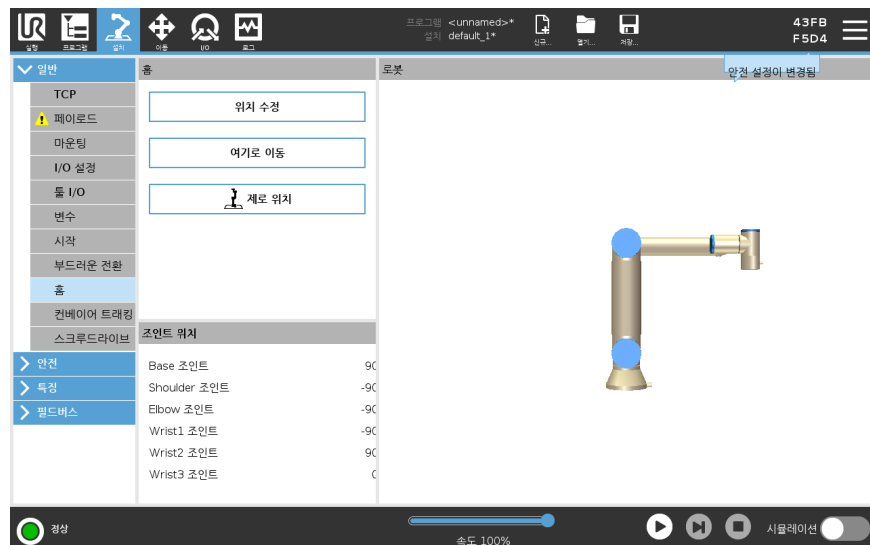 UR
실행
프로그램
설치
이동
I/O
로그
프로그램 <unnamed>*
설치 default_1*
신규...
열기...
저장...
43FB
F5D4
일반
TCP
페이로드
마운팅
I/O 설정
툴 I/O
변수
시작
부드러운 전환
홈
컨베이어 트래킹
스크루드라이브
안전
특징
필드버스
홈
위치 수정
여기로 이동
제로 위치
조인트 위치
Base 조인트 90
Shoulder 조인트 -90
Elbow 조인트 -90
Wrist1 조인트 -90
Wrist2 조인트 90
Wrist3 조인트 0
로봇
안전 설정이 변경됨
정상
속도 100%
시뮬레이션